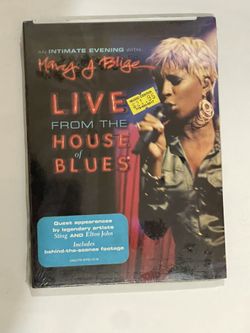 AN INTIMATE EVENING WITH
Mary J Blige
LIVE
FROM THE
HOUSE
of
BLUES
Guest appearances
by legendary artists
Sting AND Elton John
Includes
behind-the-scenes footage